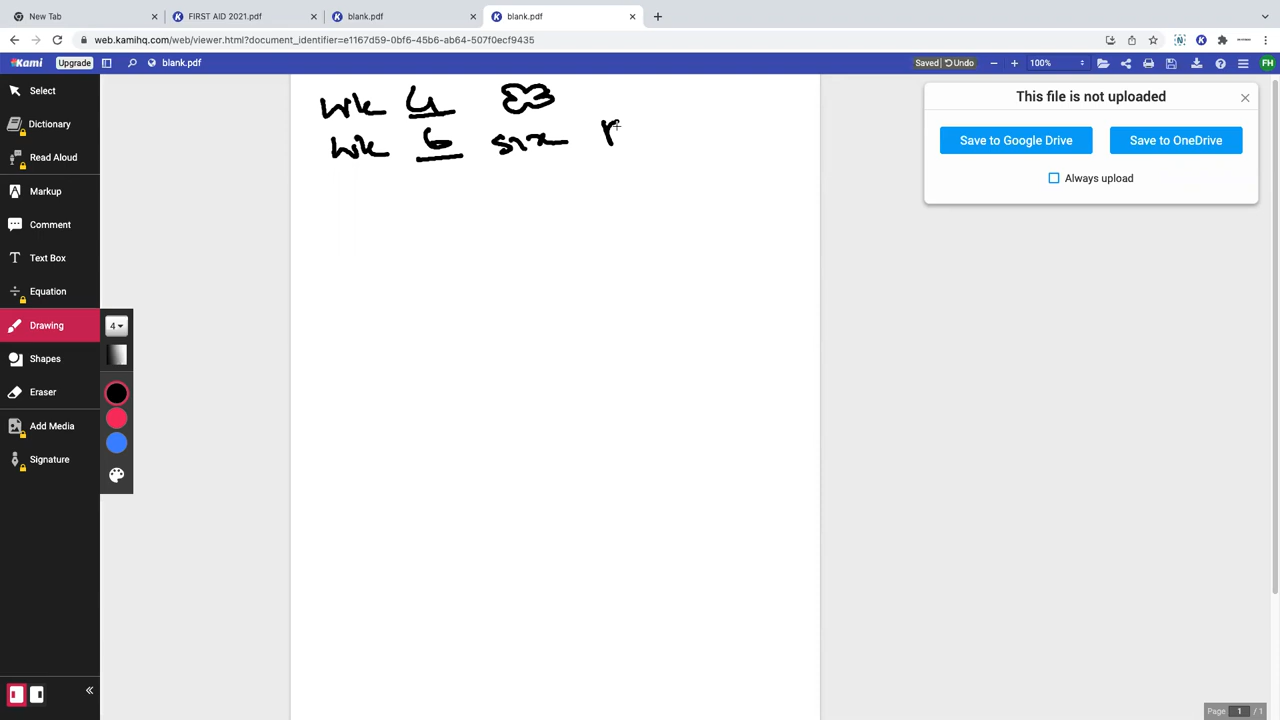 New Tab
FIRST AID 2021.pdf
blank.pdf
blank.pdf
web.kamihq.com/web/viewer.html?document_identifier=e1167d59-0bf6-45b6-ab64-507f0ecf9435
Kami Upgrade blank.pdf Saved Undo 100% FH
Select
Dictionary
Read Aloud
Markup
Comment
Text Box
Equation
Drawing
Shapes
Eraser
Add Media
Signature
4
wk 4
wk 6 six
This file is not uploaded
Save to Google Drive Save to OneDrive
Always upload
Page 1 / 1